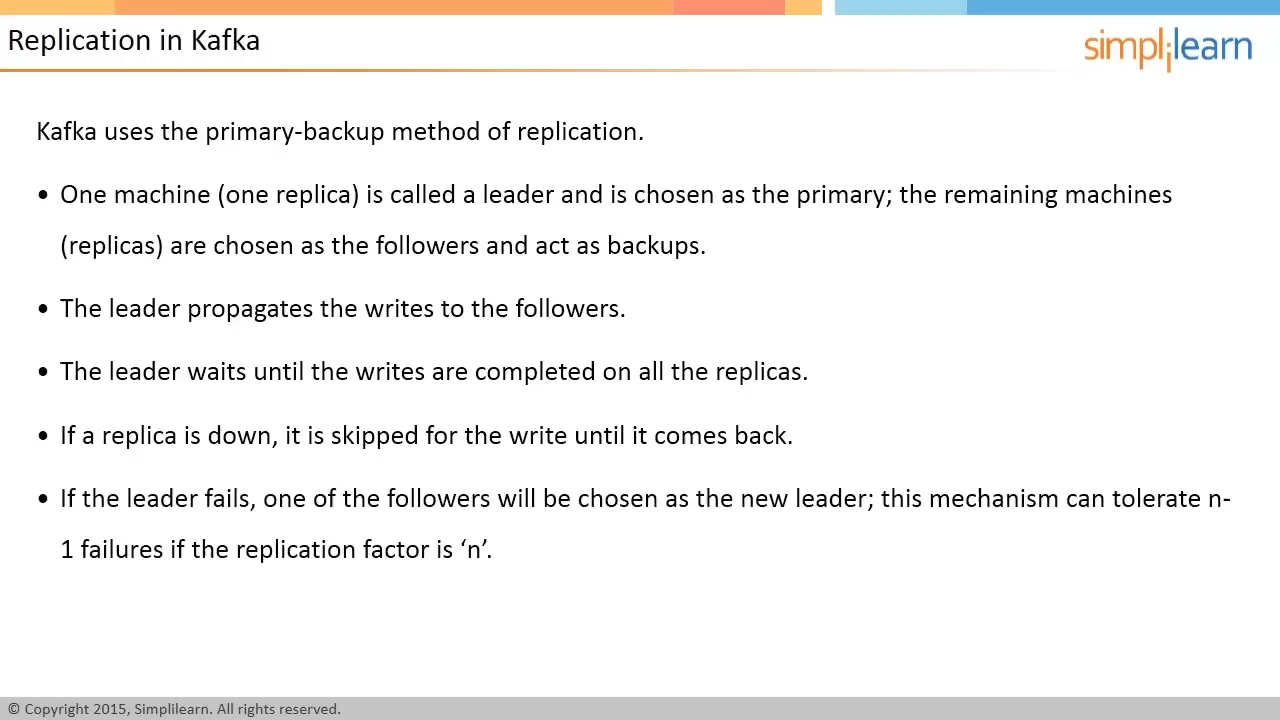 Replication in Kafka
simplilearn
Kafka uses the primary-backup method of replication.
• One machine (one replica) is called a leader and is chosen as the primary; the remaining machines
(replicas) are chosen as the followers and act as backups.
• The leader propagates the writes to the followers.
• The leader waits until the writes are completed on all the replicas.
• If a replica is down, it is skipped for the write until it comes back.
• If the leader fails, one of the followers will be chosen as the new leader; this mechanism can tolerate n-
1 failures if the replication factor is ‘n’.
© Copyright 2015, Simplilearn. All rights reserved.